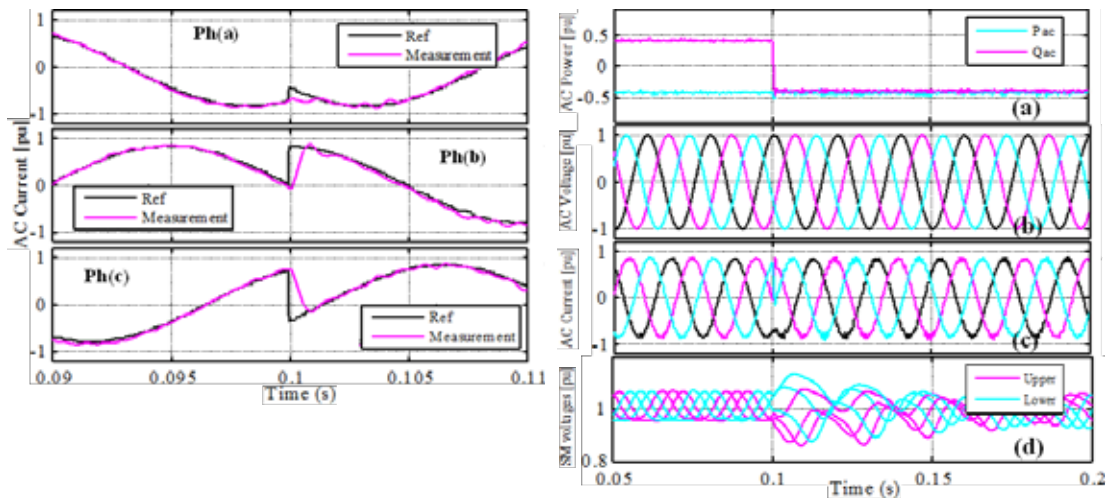 AC Current [pu]
1
Ph(a)
Ref
Measurement
0
-1
1
Ph(b)
0
Ref
Measurement
-1
1
Ph(c)
0
Ref
Measurement
-1
0.09
0.095
0.1
0.105
0.11
Time (s)
AC Power [pu]
1
Pac
Qac
0.5
0
-0.5
(a)
AC Voltage [pu]
1
0
-1
(b)
AC Current [pu]
1
0
-1
(c)
SM voltages [pu]
1
Upper
Lower
0.8
(d)
0.05
0.1
0.15
0.2
Time (s)